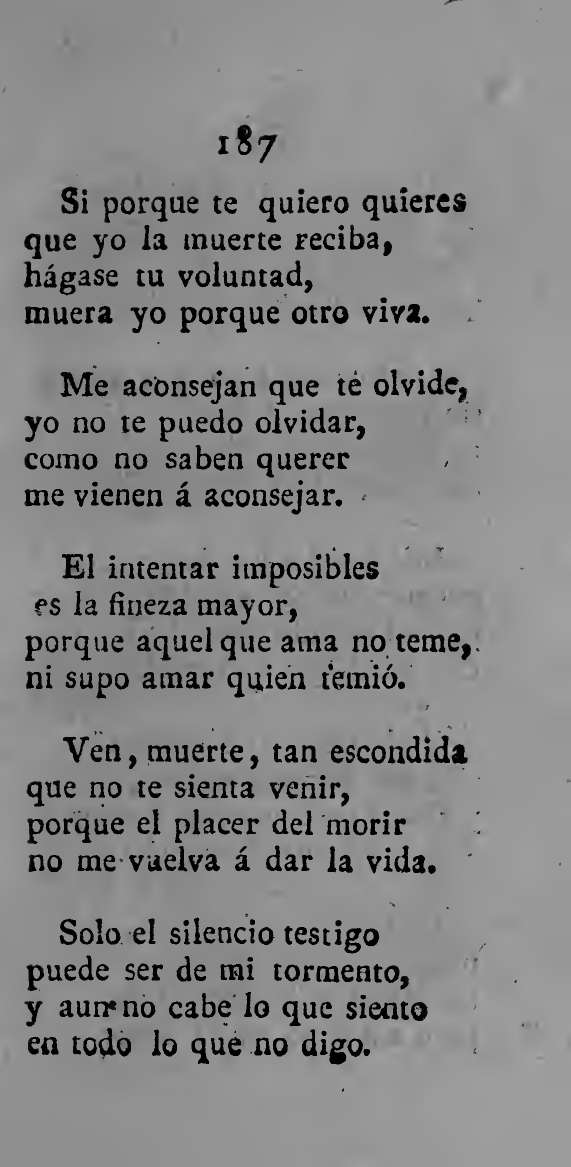 187
Si porque te quiero quieres
que yo la muerte reciba,
hágase tu voluntad,
muera yo porque otro viva.
Me aconsejan que te olvide,
yo no te puedo olvidar,
como no saben querer
me vienen á aconsejar.
El intentar imposibles
es la fineza mayor,
porque aquel que ama no teme,
ni supo amar quien temió.
Ven, muerte, tan escondida
que no te sienta venir,
porque el placer del morir
no me vuelva á dar la vida.
Solo el silencio testigo
puede ser de mi tormento,
y aun no cabe lo que siento
en todo lo que no digo.